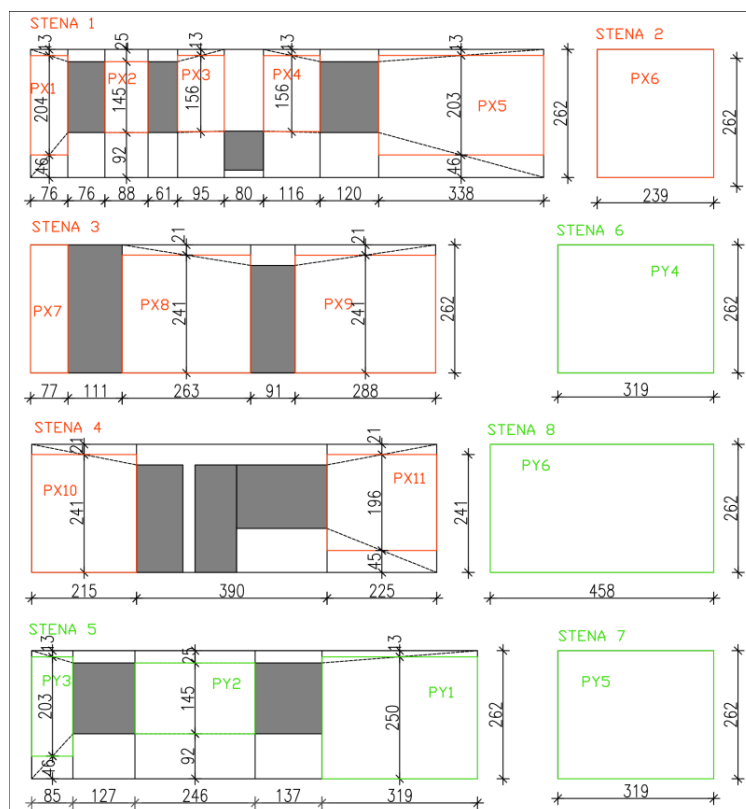 STENA 1
13 25 13 13
PX1 PX2 PX3 PX4 PX5
204 145 156 156 203 262
46 92 46
76 76 88 61 95 80 116 120 338
STENA 2
PX6
262
239
STENA 3
21 21
PX7 PX8 PX9
241 241 262
77 111 263 91 288
STENA 6
PY4
262
319
STENA 4
21 21
PX10 PX11
241 196 241
45
215 390 225
STENA 8
PY6
262
458
STENA 5
13 25 13
PY3 PY2 PY1
203 145 250 262
46 92
85 127 246 137 319
STENA 7
PY5
262
319